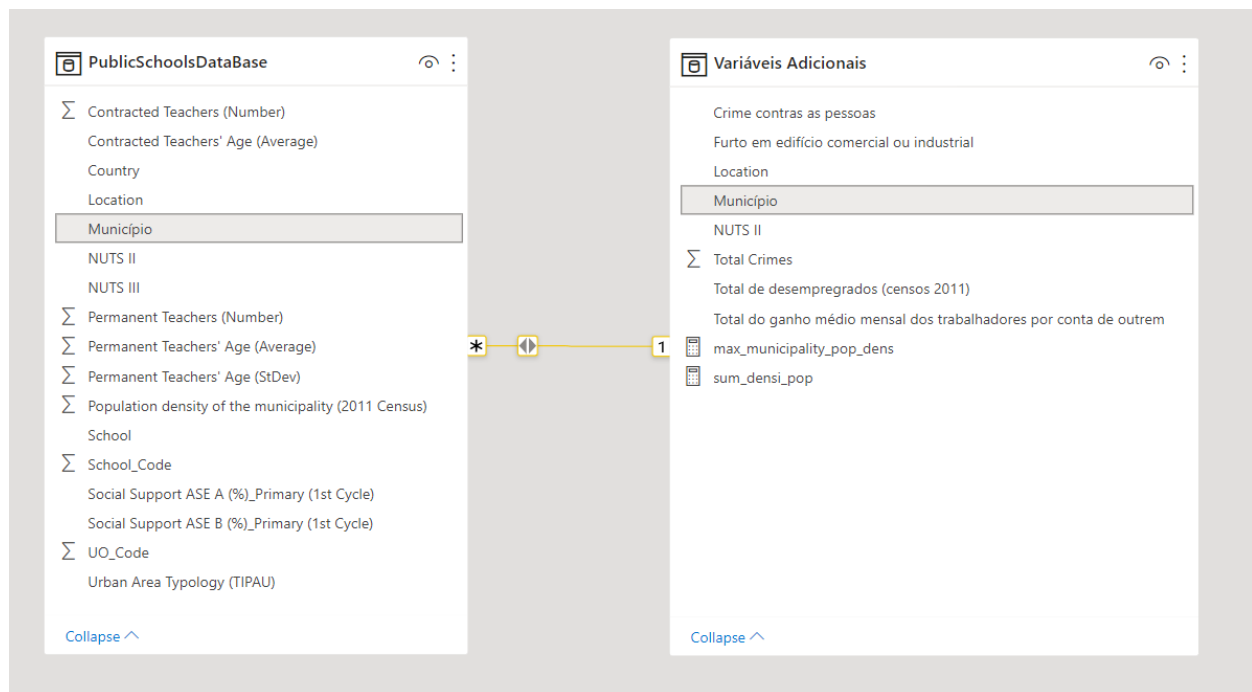 PublicSchoolsDataBase
Contracted Teachers (Number)
Contracted Teachers' Age (Average)
Country
Location
Município
NUTS II
NUTS III
Permanent Teachers (Number)
Permanent Teachers' Age (Average)
Permanent Teachers' Age (StDev)
Population density of the municipality (2011 Census)
School
School_Code
Social Support ASE A (%)_Primary (1st Cycle)
Social Support ASE B (%)_Primary (1st Cycle)
UO_Code
Urban Area Typology (TIPAU)
Collapse
* 1
Variáveis Adicionais
Crime contras as pessoas
Furto em edifício comercial ou industrial
Location
Município
NUTS II
Total Crimes
Total de desempregrados (censos 2011)
Total do ganho médio mensal dos trabalhadores por conta de outrem
max_municipality_pop_dens
sum_densi_pop
Collapse